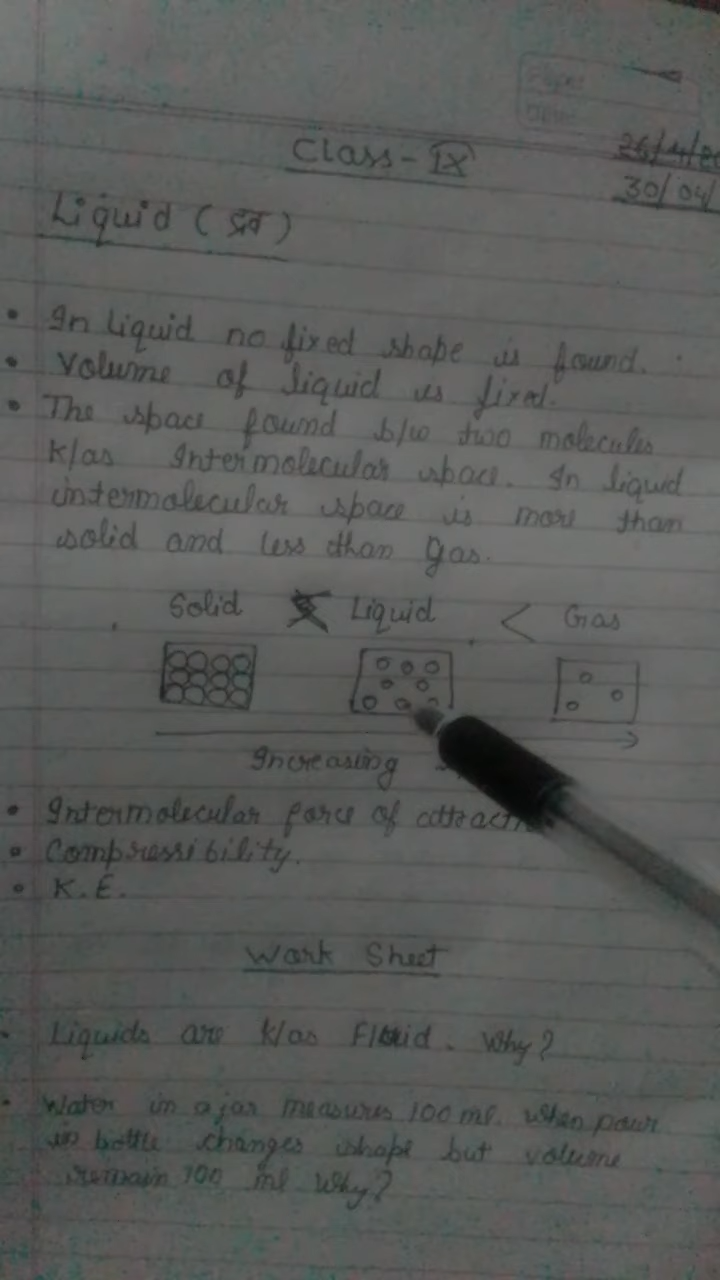 Page:
Date:
Class - IX
26/4/20
30/04/
Liquid (द्रव)
• In liquid no fixed shape is found.
• Volume of liquid is fixed.
• The space found b/w two molecules
k/as Intermolecular space. In liquid
intermolecular space is more than
solid and less than gas.
Solid < Liquid < Gas
Increasing
• Intermolecular force of attract
• Compressibility.
• K.E.
Work Sheet
• Liquids are k/as Fluid. Why?
• Water in a jar measures 100 ml. when pour
in bottle changes shape but volume
remain 100 ml Why?